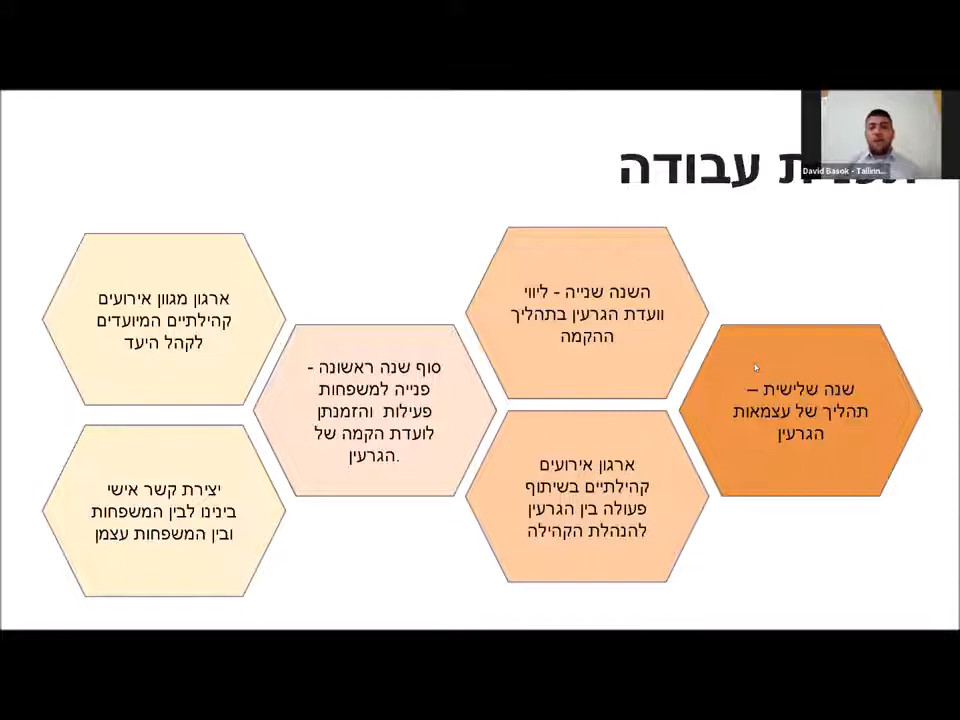 עבודה
David Basok - Tallinn...
ארגון מגוון אירועים
קהילתיים המיועדים
לקהל היעד
יצירת קשר אישי
בינינו לבין המשפחות
ובין המשפחות עצמן
סוף שנה ראשונה -
פנייה למשפחות
פעילות והזמנתן
לועדת הקמה של
הגרעין.
השנה שנייה - ליווי
וועדת הגרעין בתהליך
ההקמה
ארגון אירועים
קהילתיים בשיתוף
פעולה בין הגרעין
להנהלת הקהילה
שנה שלישית –
תהליך של עצמאות
הגרעין